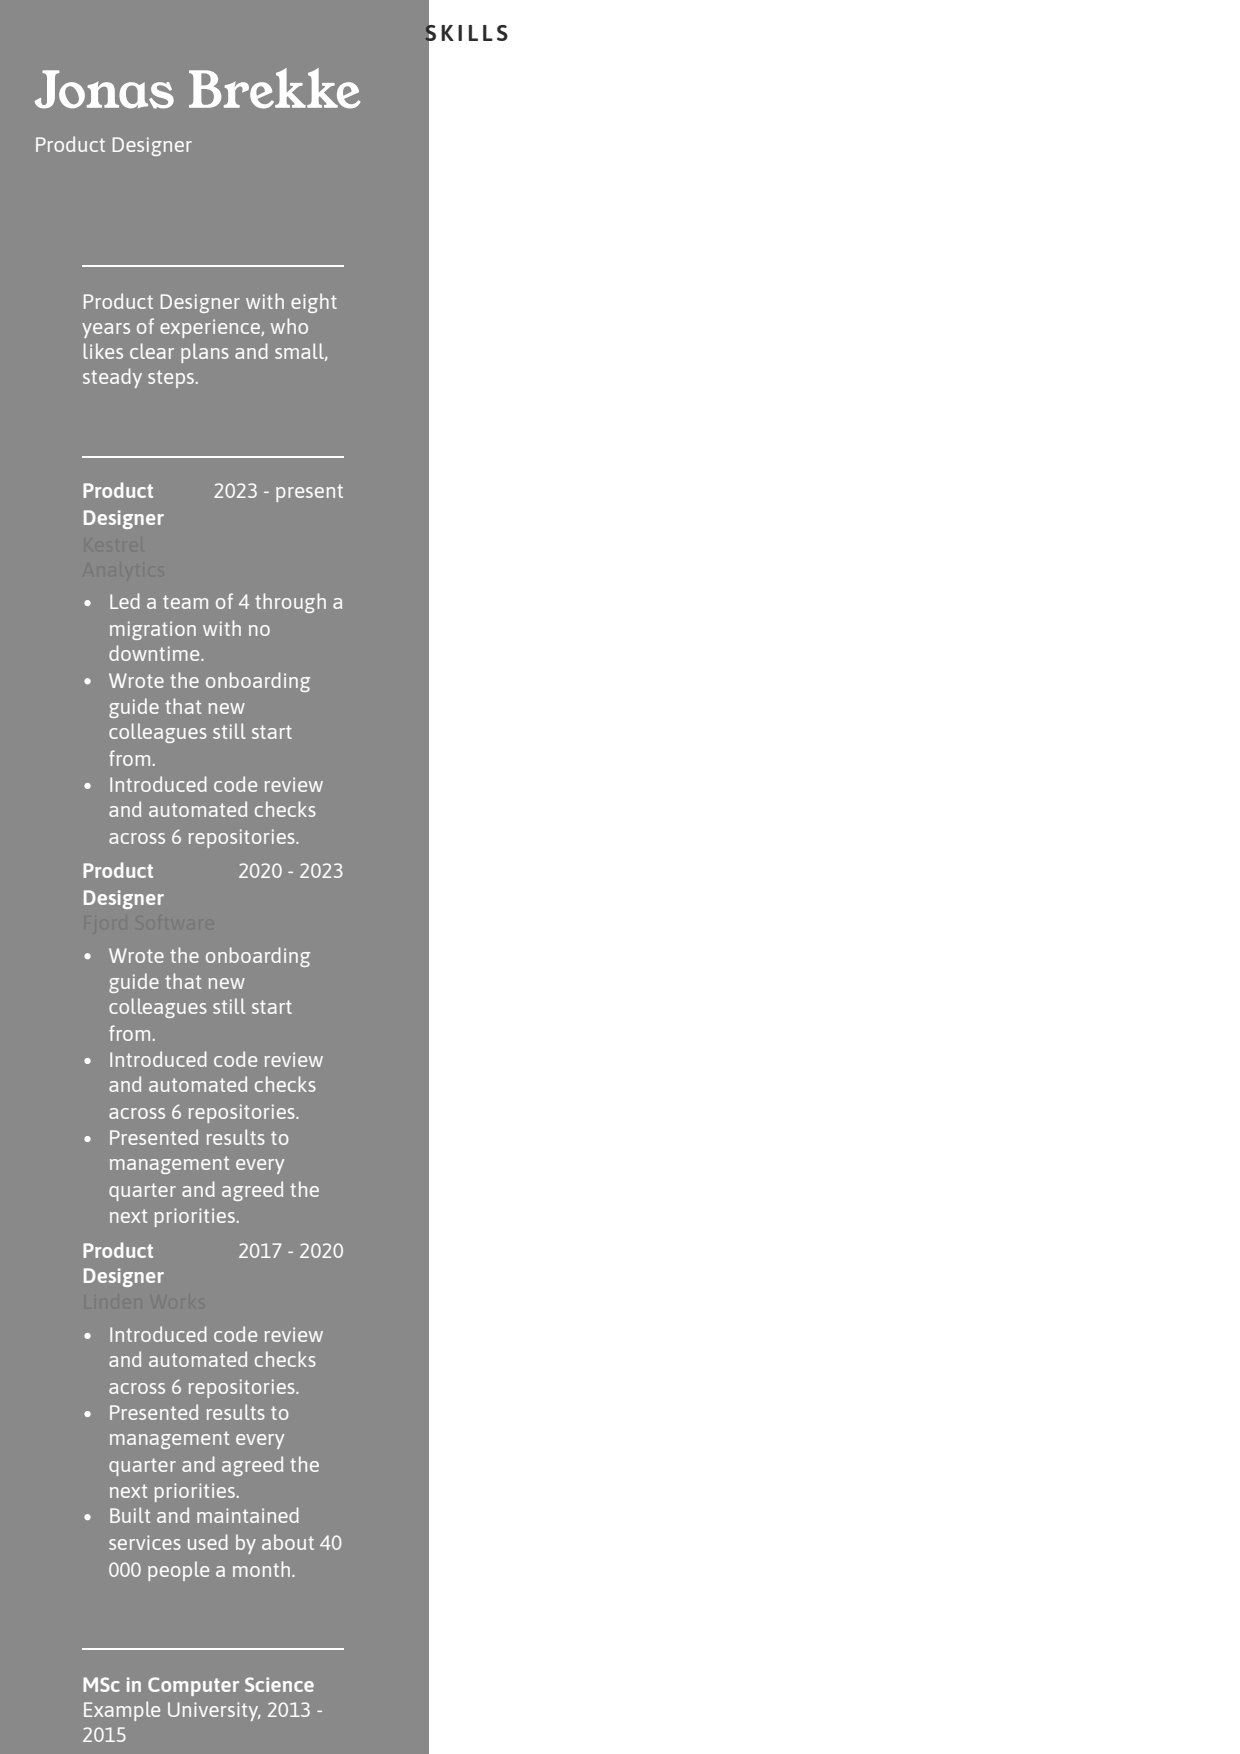 SKILLS
Jonas Brekke
Product Designer
Product Designer with eight
years of experience, who
likes clear plans and small,
steady steps.
Product 2023 - present
Designer
Kestrel
Analytics
• Led a team of 4 through a
migration with no
downtime.
• Wrote the onboarding
guide that new
colleagues still start
from.
• Introduced code review
and automated checks
across 6 repositories.
Product 2020 - 2023
Designer
Fjord Software
• Wrote the onboarding
guide that new
colleagues still start
from.
• Introduced code review
and automated checks
across 6 repositories.
• Presented results to
management every
quarter and agreed the
next priorities.
Product 2017 - 2020
Designer
Linden Works
• Introduced code review
and automated checks
across 6 repositories.
• Presented results to
management every
quarter and agreed the
next priorities.
• Built and maintained
services used by about 40
000 people a month.
MSc in Computer Science
Example University, 2013 -
2015